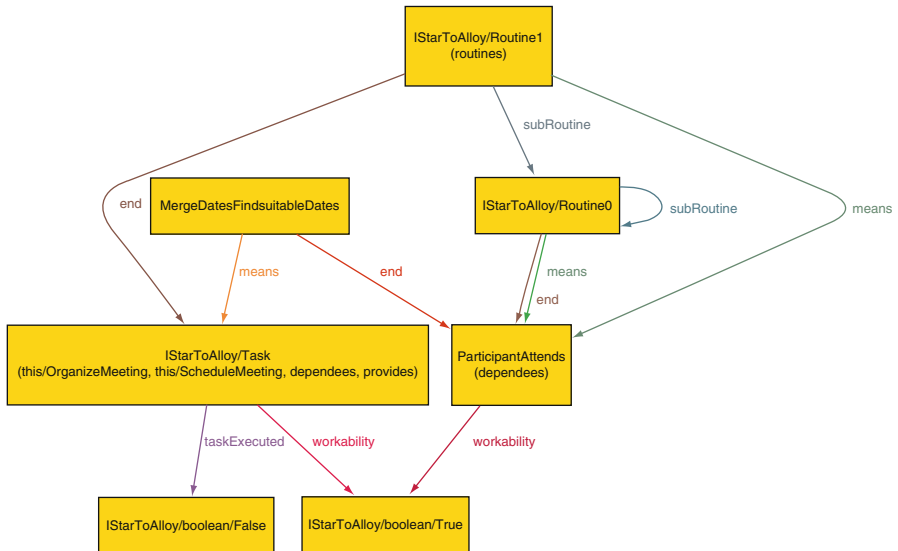 IStarToAlloy/Routine1
(routines)
subRoutine
end
MergeDatesFindsuitableDates
IStarToAlloy/Routine0
subRoutine
means
means
end
means
end
IStarToAlloy/Task
(this/OrganizeMeeting, this/ScheduleMeeting, dependees, provides)
ParticipantAttends
(dependees)
taskExecuted
workability
workability
IStarToAlloy/boolean/False
IStarToAlloy/boolean/True